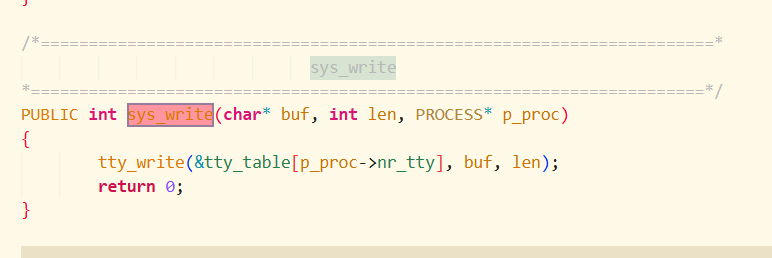 }
/*======================================================================*
sys_write
*======================================================================*/
PUBLIC int sys_write(char* buf, int len, PROCESS* p_proc)
{
tty_write(&tty_table[p_proc->nr_tty], buf, len);
return 0;
}